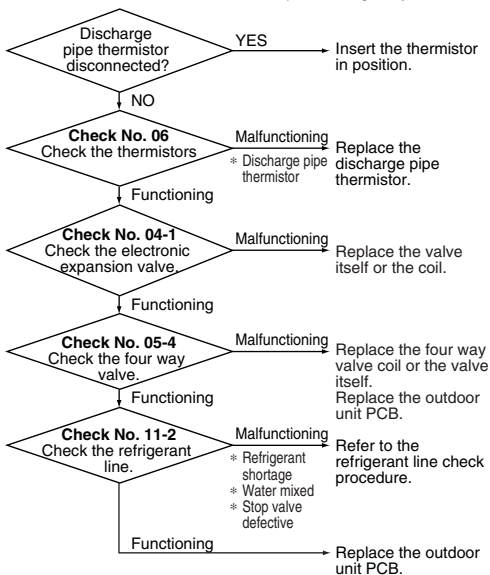 Discharge
pipe thermistor
disconnected?
YES
Insert the thermistor
in position.
NO
Check No. 06
Check the thermistors
Malfunctioning
* Discharge pipe
thermistor
Replace the
discharge pipe
thermistor.
Functioning
Check No. 04-1
Check the electronic
expansion valve.
Malfunctioning
Replace the valve
itself or the coil.
Functioning
Check No. 05-4
Check the four way
valve.
Malfunctioning
Replace the four way
valve coil or the valve
itself.
Replace the outdoor
unit PCB.
Functioning
Check No. 11-2
Check the refrigerant
line.
Malfunctioning
* Refrigerant
shortage
* Water mixed
* Stop valve
defective
Refer to the
refrigerant line check
procedure.
Functioning
Replace the outdoor
unit PCB.